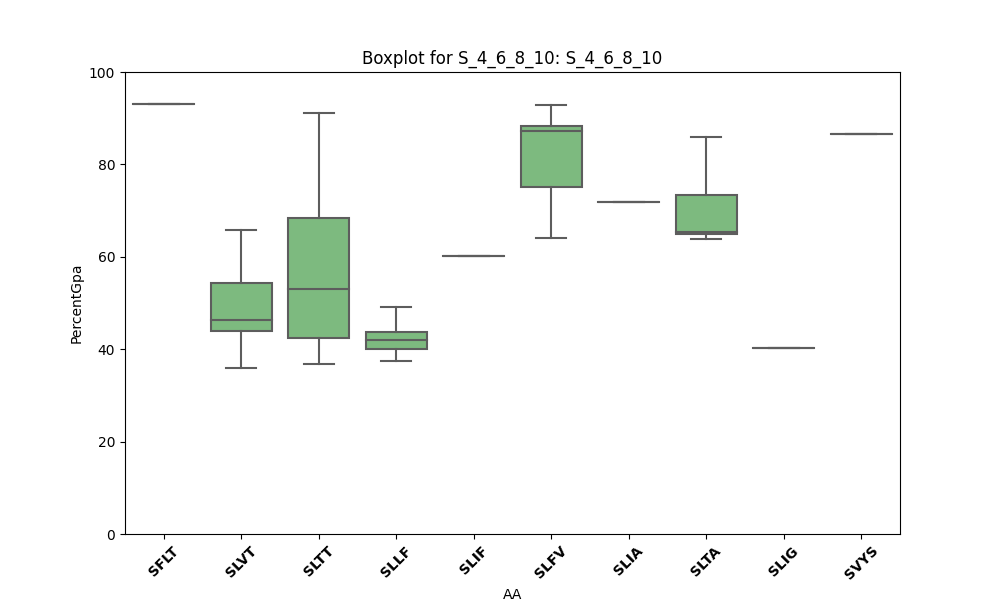 Boxplot for S_4_6_8_10: S_4_6_8_10
100
80
60
40
20
0
PercentGpa
SFLT
SLVT
SLTT
SLLF
SLIF
SLFV
SLIA
SLTA
SLIG
SVYS
AA